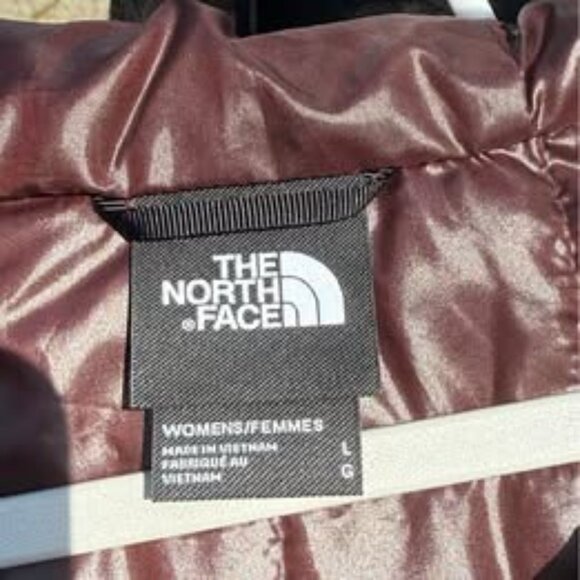 THE
NORTH
®FACE
WOMENS/FEMMES
MADE IN VIETNAM
FABRIQUÉ AU
VIETNAM
L
G